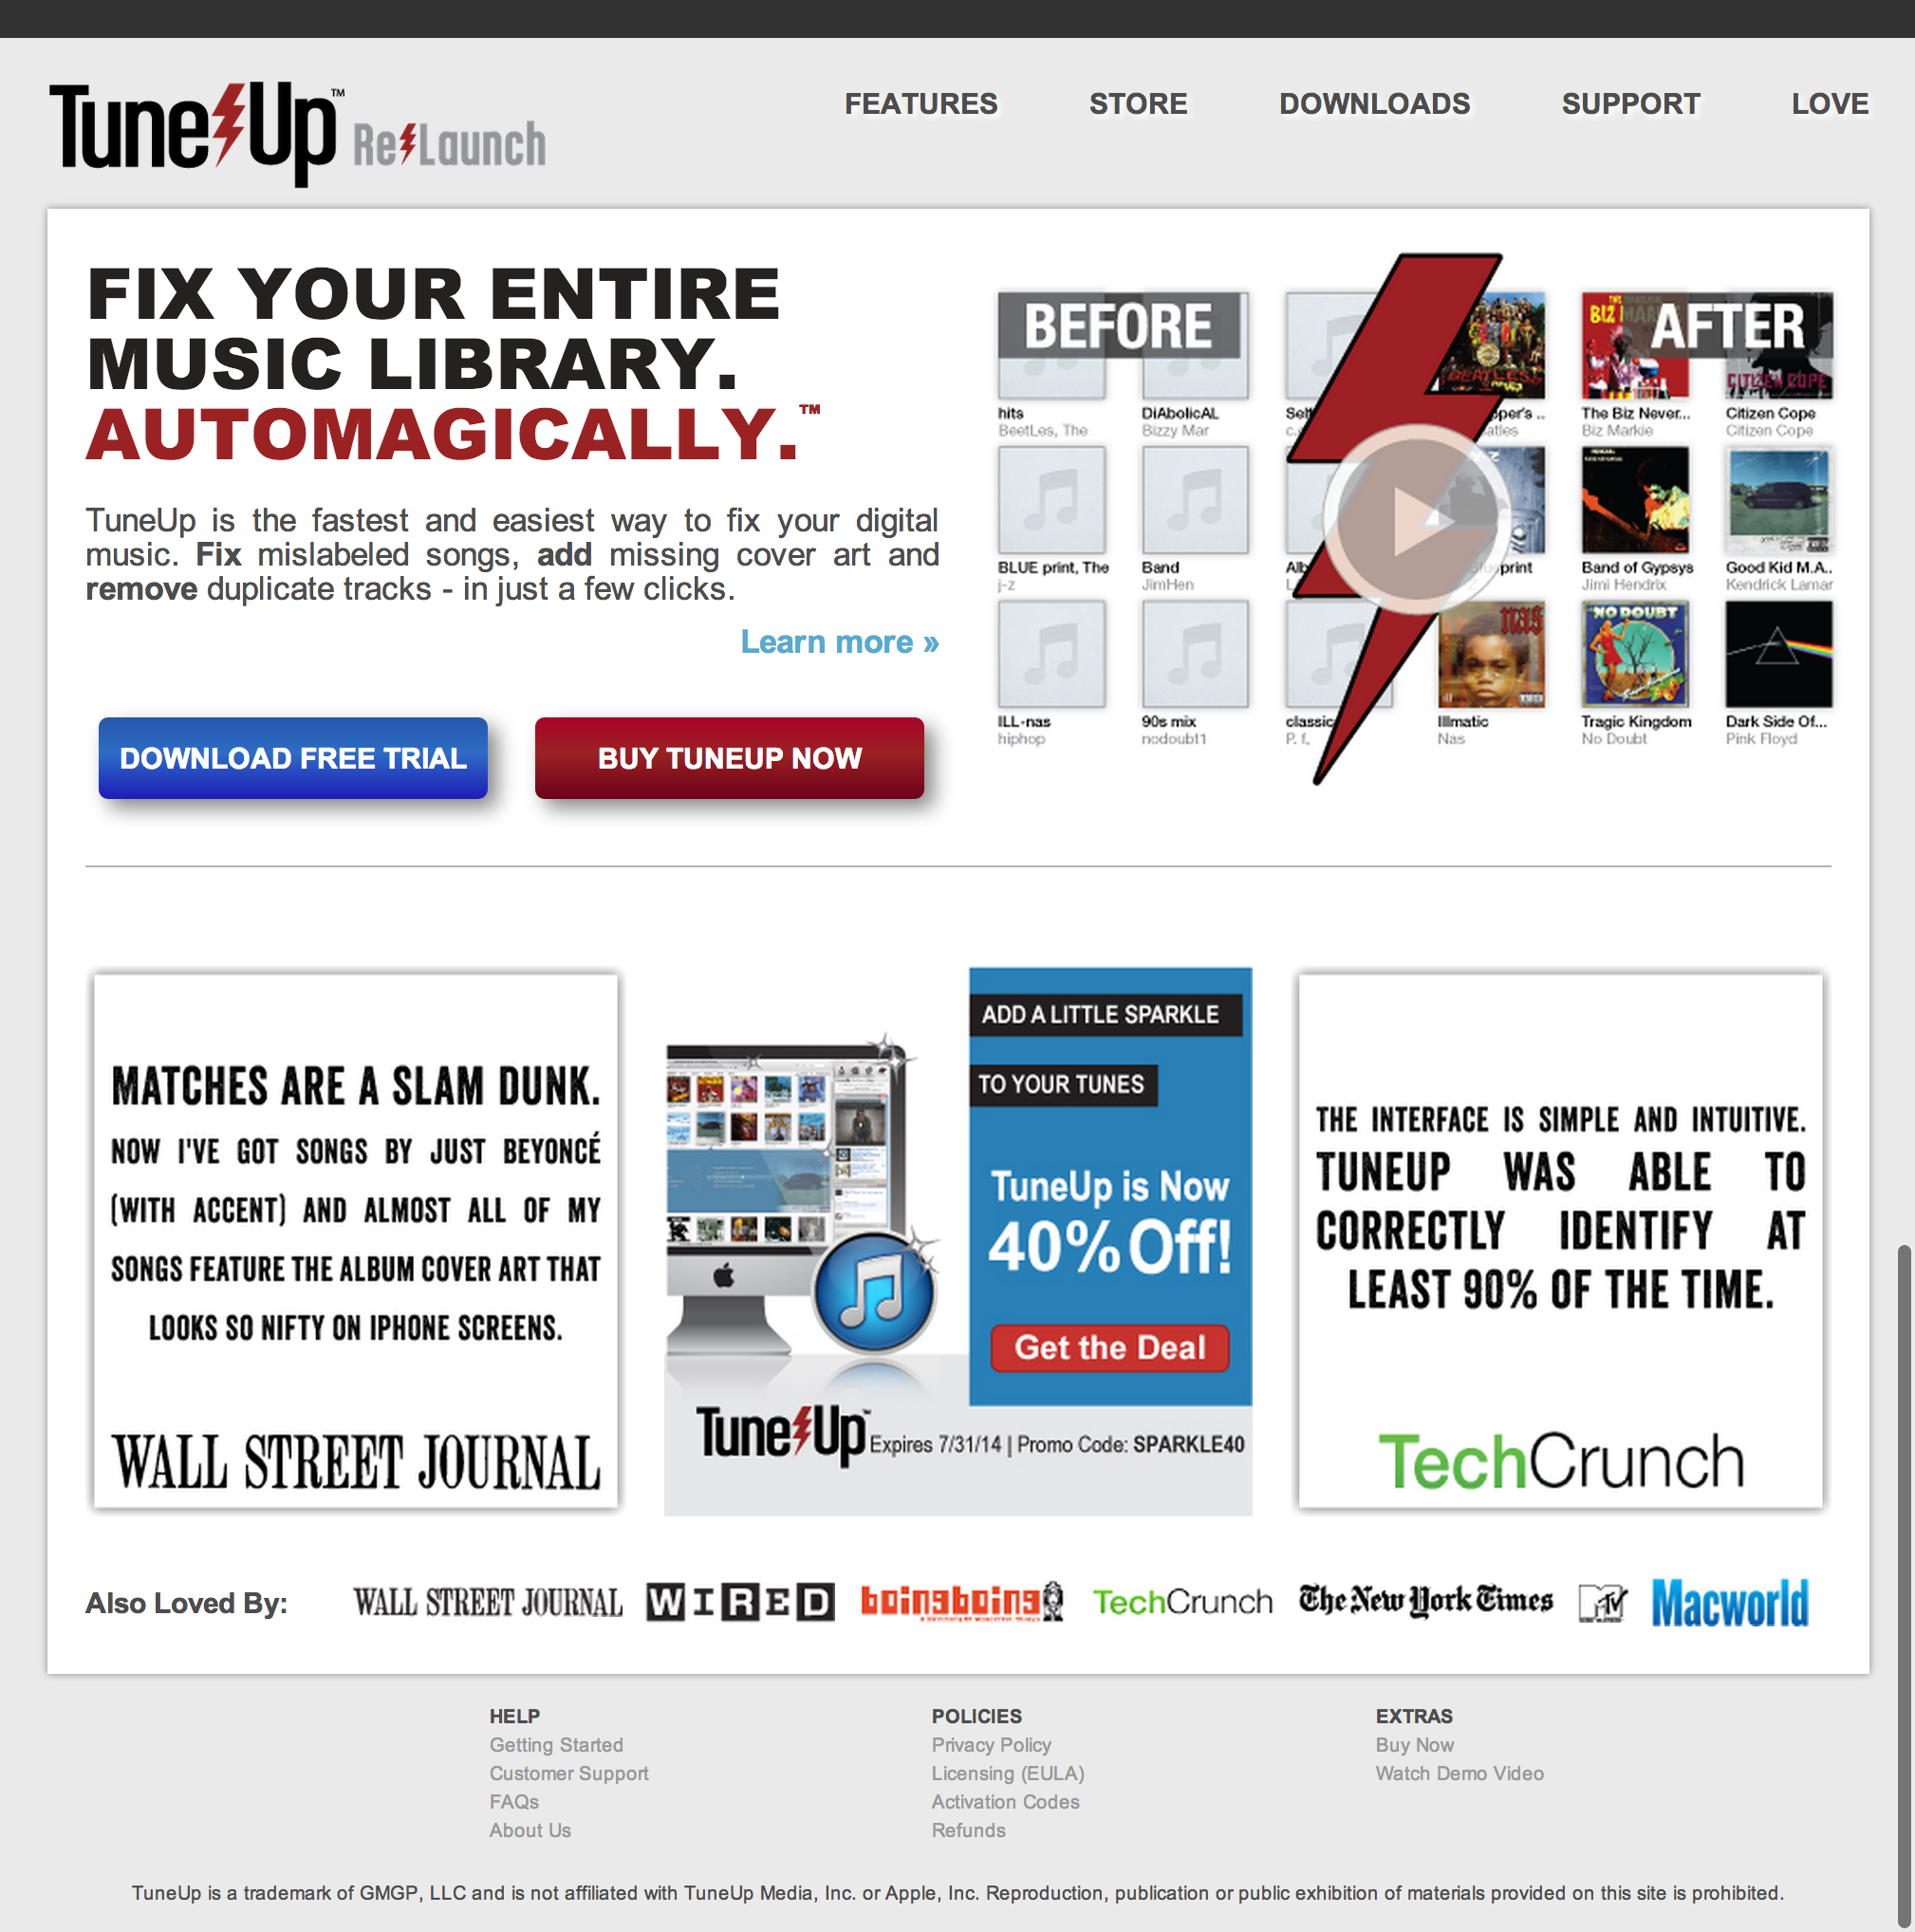 TuneUp™ Re Launch
FEATURES STORE DOWNLOADS SUPPORT LOVE
FIX YOUR ENTIRE
MUSIC LIBRARY.
AUTOMAGICALLY.™
TuneUp is the fastest and easiest way to fix your digital
music. Fix mislabeled songs, add missing cover art and
remove duplicate tracks - in just a few clicks.
Learn more »
DOWNLOAD FREE TRIAL BUY TUNEUP NOW
BEFORE AFTER
hits DiAbolicAL Self pper's .. The Biz Never... Citizen Cope
BeetLes, The Bizzy Mar c. atles Biz Markie Citizen Cope
BLUE print, The Band Alb Blueprint Band of Gypsys Good Kid M.A..
j-z JimHen L Jimi Hendrix Kendrick Lamar
NO DOUBT
nas
ILL-nas 90s mix classic Illmatic Tragic Kingdom Dark Side Of...
hiphop nodoubt1 P. f, Nas No Doubt Pink Floyd
MATCHES ARE A SLAM DUNK.
NOW I'VE GOT SONGS BY JUST BEYONCÉ
(WITH ACCENT) AND ALMOST ALL OF MY
SONGS FEATURE THE ALBUM COVER ART THAT
LOOKS SO NIFTY ON IPHONE SCREENS.
WALL STREET JOURNAL
ADD A LITTLE SPARKLE
TO YOUR TUNES
TuneUp is Now
40% Off!
Get the Deal
TuneUp™ Expires 7/31/14 | Promo Code: SPARKLE40
THE INTERFACE IS SIMPLE AND INTUITIVE.
TUNEUP WAS ABLE TO
CORRECTLY IDENTIFY AT
LEAST 90% OF THE TIME.
TechCrunch
Also Loved By: WALL STREET JOURNAL WIRED boingboing TechCrunch The New York Times MTV Macworld
HELP
Getting Started
Customer Support
FAQs
About Us
POLICIES
Privacy Policy
Licensing (EULA)
Activation Codes
Refunds
EXTRAS
Buy Now
Watch Demo Video
TuneUp is a trademark of GMGP, LLC and is not affiliated with TuneUp Media, Inc. or Apple, Inc. Reproduction, publication or public exhibition of materials provided on this site is prohibited.